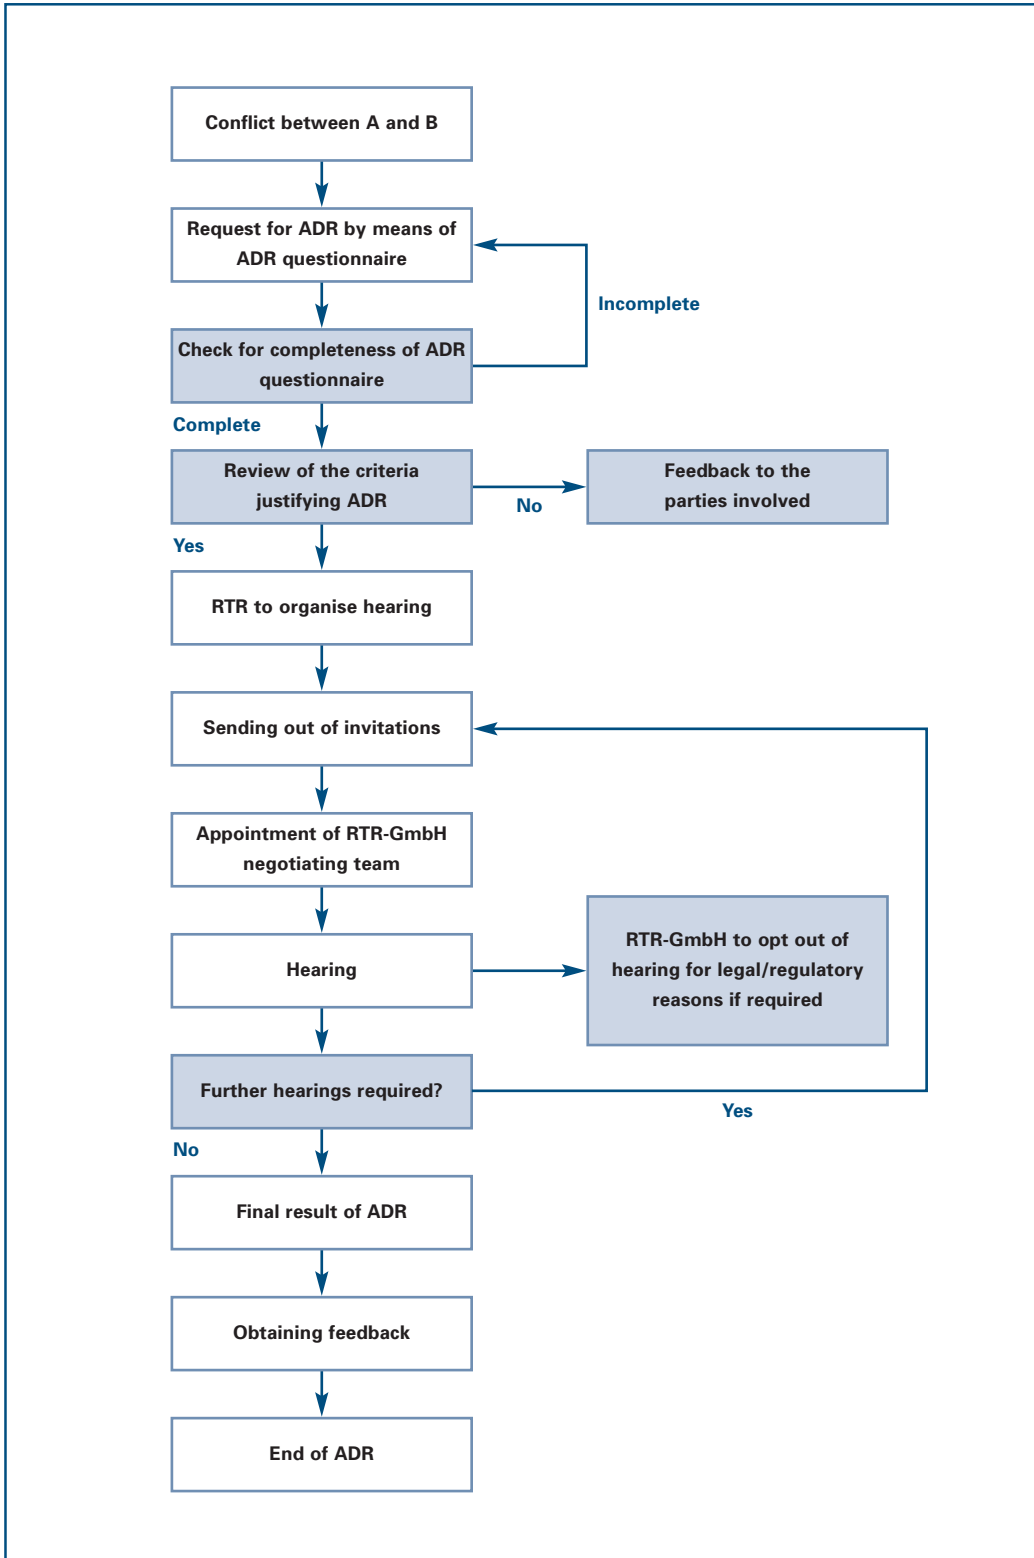 Conflict between A and B
Request for ADR by means of
ADR questionnaire
Incomplete
Check for completeness of ADR
questionnaire
Complete
Review of the criteria
justifying ADR
No
Feedback to the
parties involved
Yes
RTR to organise hearing
Sending out of invitations
Appointment of RTR-GmbH
negotiating team
Hearing
RTR-GmbH to opt out of
hearing for legal/regulatory
reasons if required
Further hearings required?
Yes
No
Final result of ADR
Obtaining feedback
End of ADR